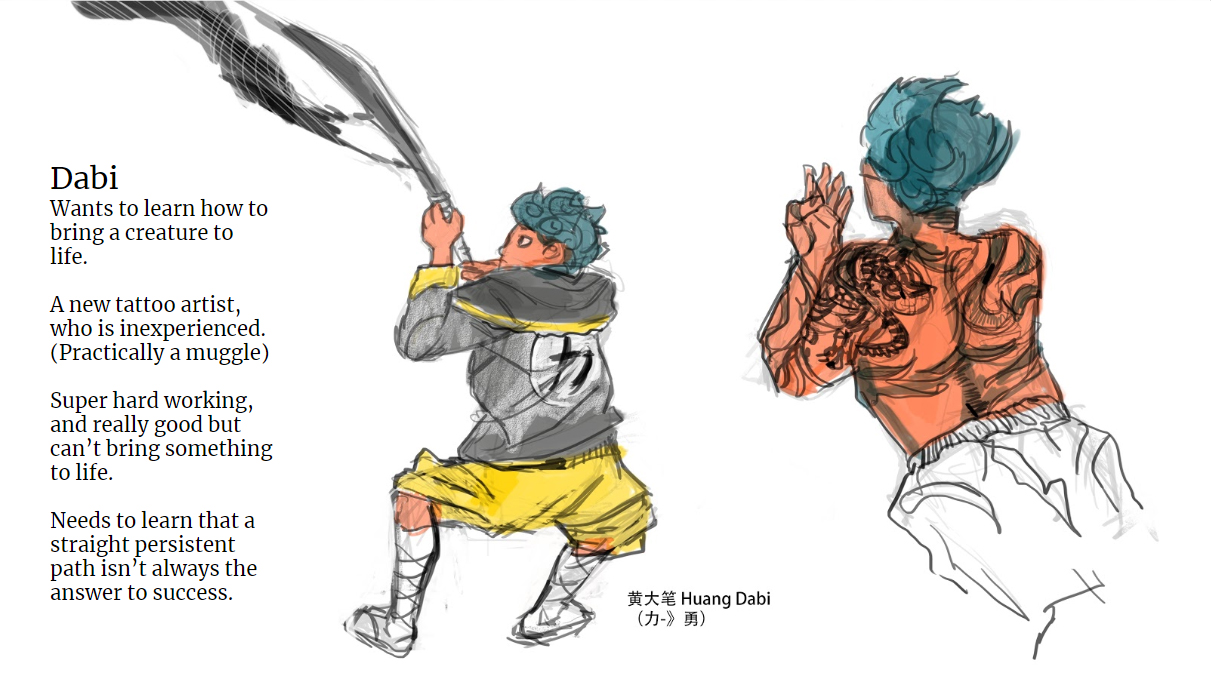 Dabi
Wants to learn how to
bring a creature to
life.
A new tattoo artist,
who is inexperienced.
(Practically a muggle)
Super hard working,
and really good but
can’t bring something
to life.
Needs to learn that a
straight persistent
path isn’t always the
answer to success.
力
黄大笔 Huang Dabi
（力-》勇）